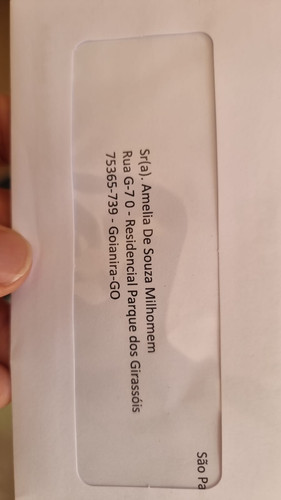 São Pa
Sr(a). Amelia De Souza Milhomem
Rua G-7 0 - Residencial Parque dos Girassóis
75365-739 - Goianira-GO